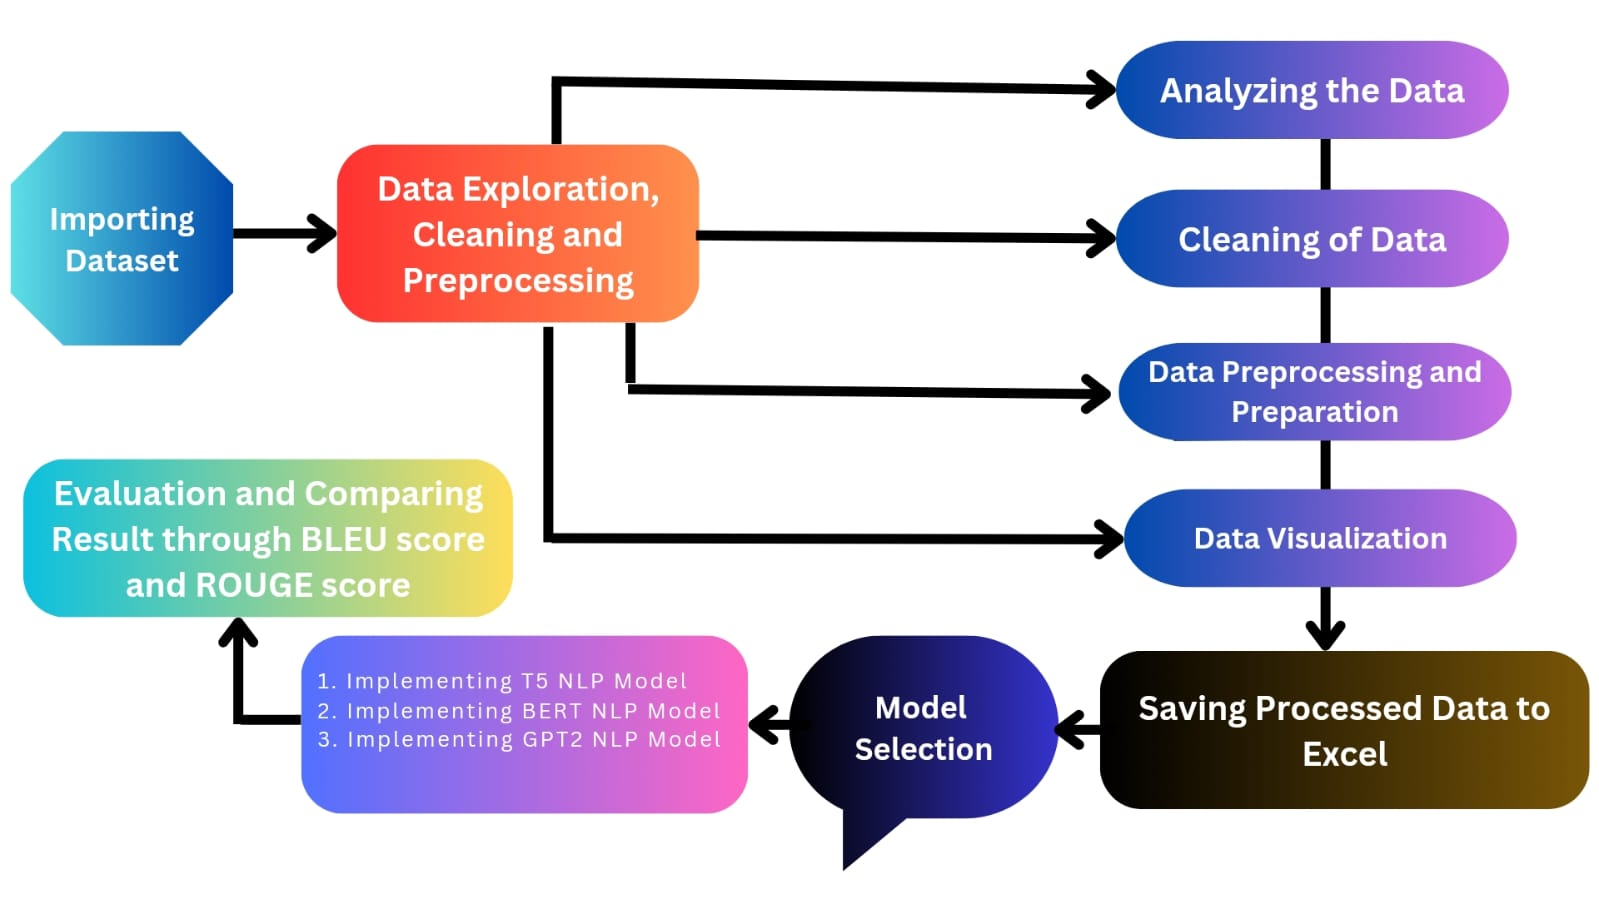 Importing
Dataset
Data Exploration,
Cleaning and
Preprocessing
Analyzing the Data
Cleaning of Data
Data Preprocessing and
Preparation
Data Visualization
Saving Processed Data to
Excel
Model
Selection
1. Implementing T5 NLP Model
2. Implementing BERT NLP Model
3. Implementing GPT2 NLP Model
Evaluation and Comparing
Result through BLEU score
and ROUGE score